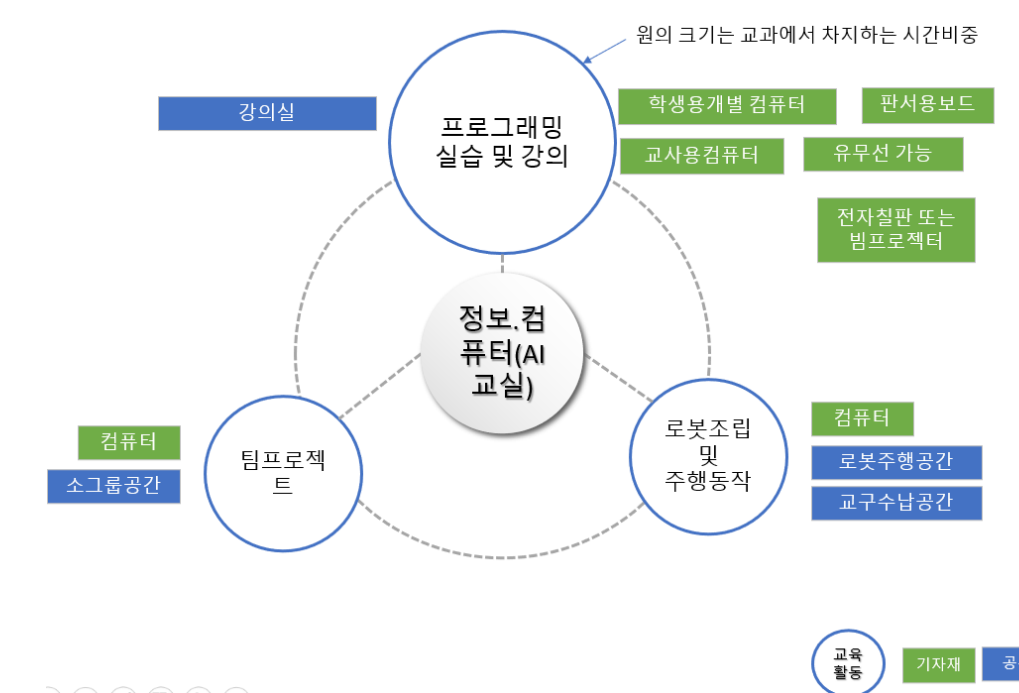 원의 크기는 교과에서 차지하는 시간비중
강의실
프로그래밍
실습 및 강의
학생용개별 컴퓨터
판서용보드
교사용컴퓨터
유무선 가능
전자칠판 또는
빔프로젝터
정보.컴
퓨터(AI
교실)
컴퓨터
소그룹공간
팀프로젝
트
로봇조립
및
주행동작
컴퓨터
로봇주행공간
교구수납공간
교육
활동
기자재
공